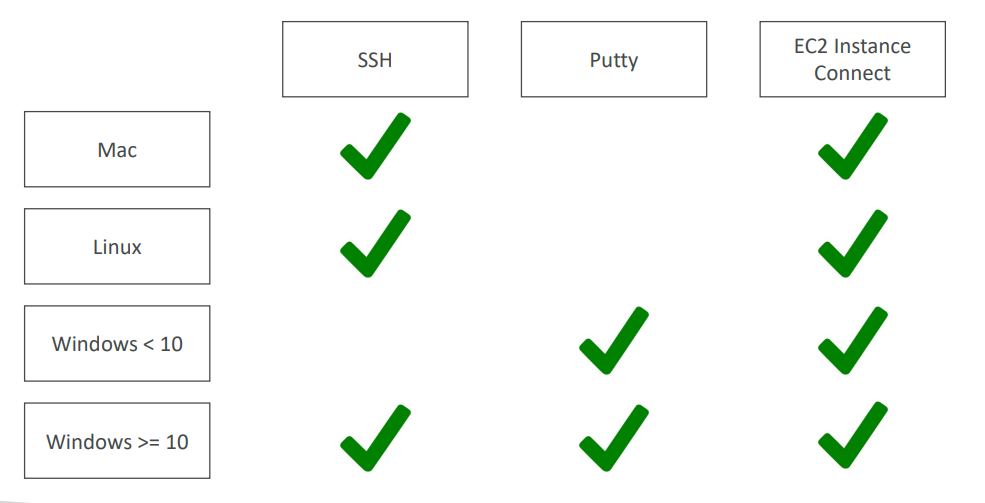 SSH
Putty
EC2 Instance
Connect
Mac
Linux
Windows < 10
Windows >= 10